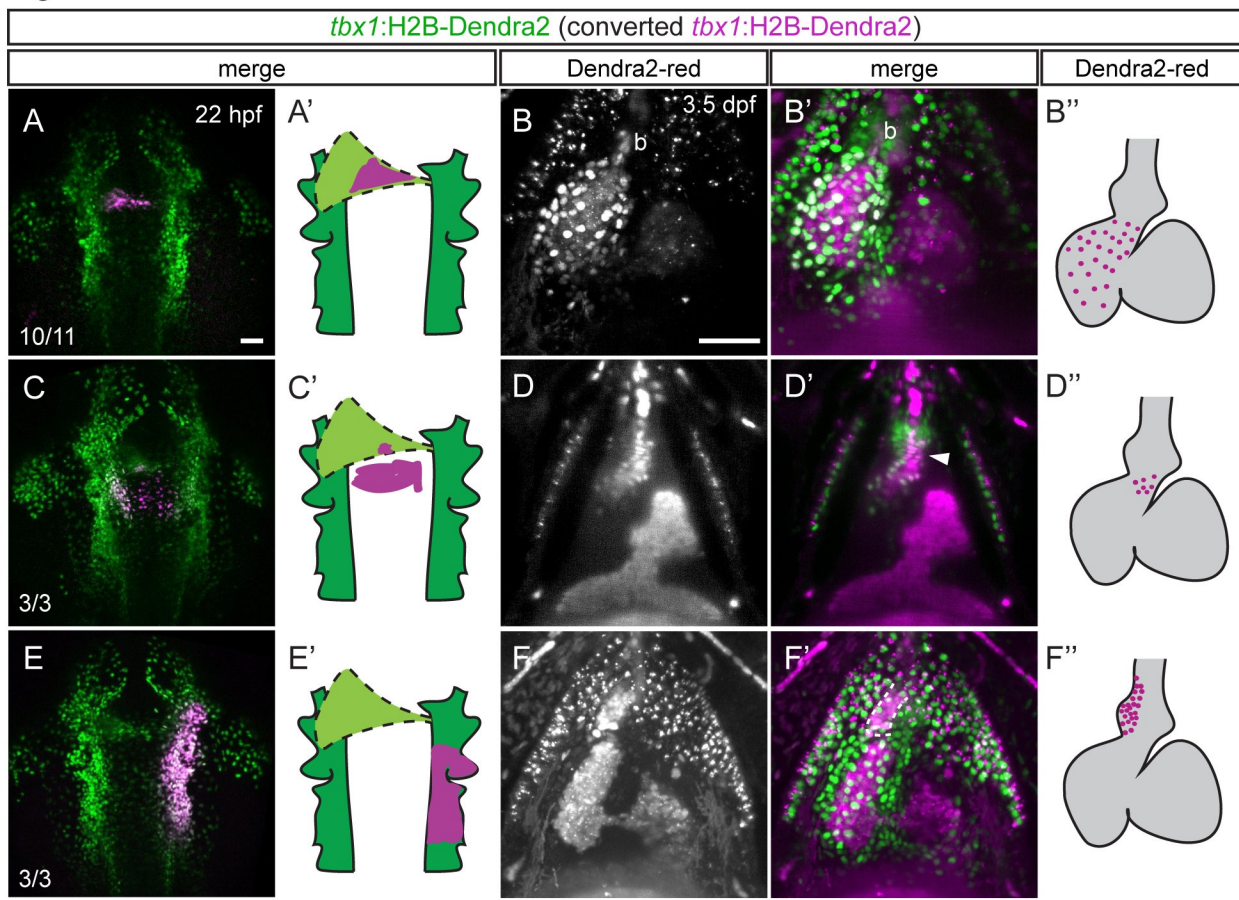 tbx1:H2B-Dendra2 (converted tbx1:H2B-Dendra2)
merge Dendra2-red merge Dendra2-red
A 22 hpf A' B 3.5 dpf B' B''
b b
10/11
C C' D D' D''
3/3
E E' F F' F''
3/3